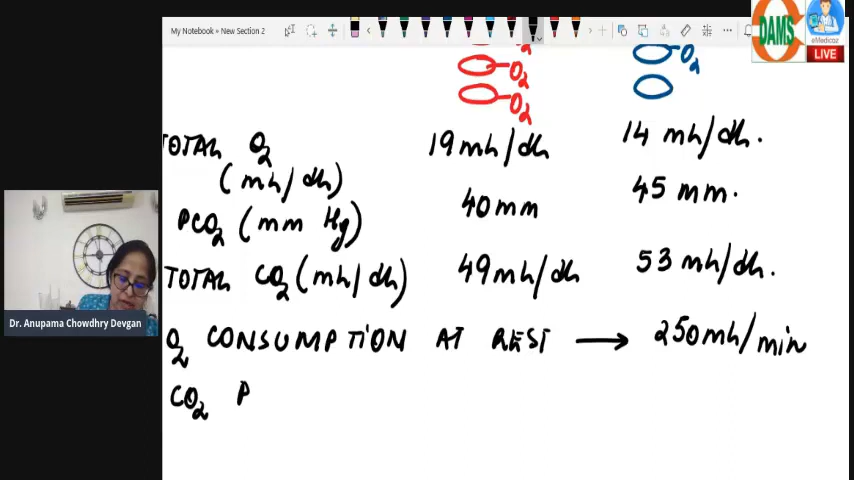 My Notebook » New Section 2
DAMS
eMedicoz
LIVE
O2
O2
O2
O2
TOTAL O2 19 ml/dl 14 ml/dl.
(ml/dl)
PCO2 (mm Hg) 40mm 45 mm.
TOTAL CO2 (ml/dl) 49 ml/dl 53 ml/dl.
O2 CONSUMPTION AT REST → 250 ml/min
CO2 P
Dr. Anupama Chowdhry Devgan